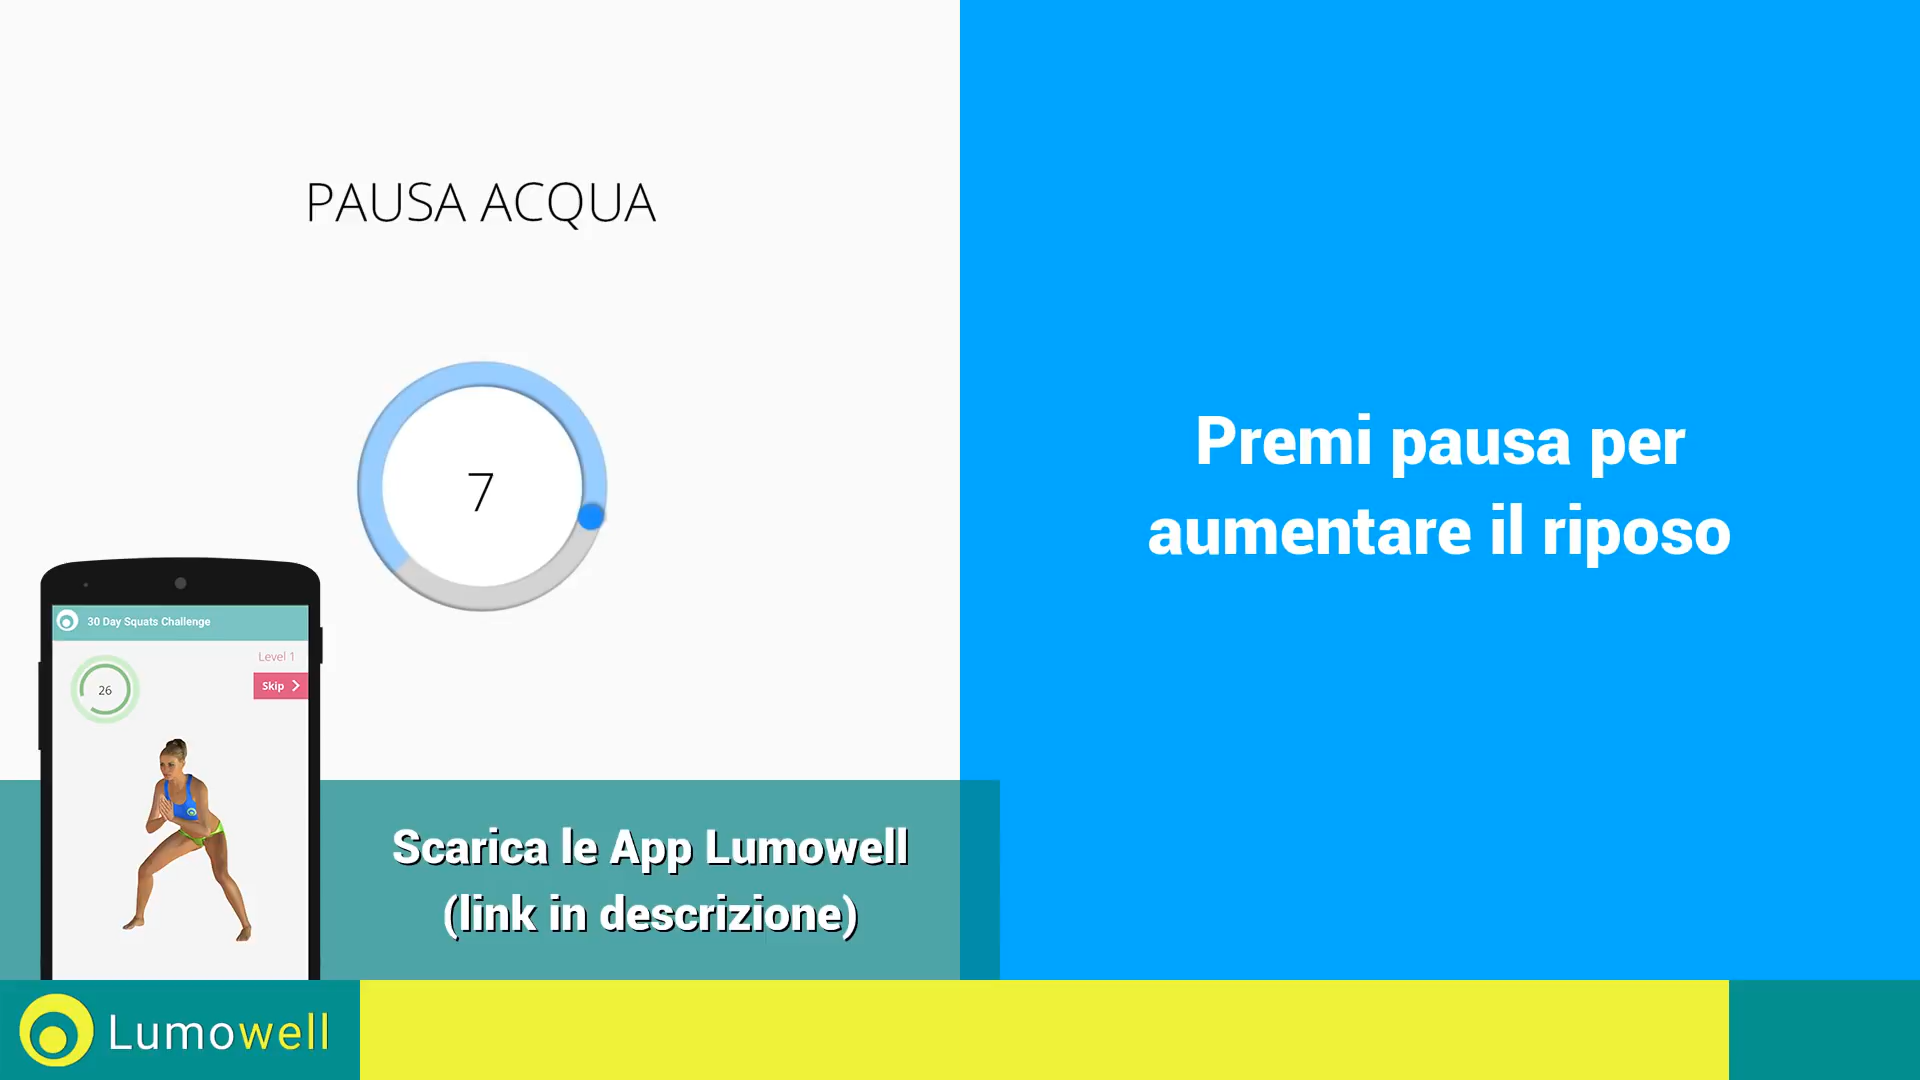 PAUSA ACQUA
7
Premi pausa per
aumentare il riposo
30 Day Squats Challenge
Level 1
26
Skip
Scarica le App Lumowell
(link in descrizione)
Lumowell